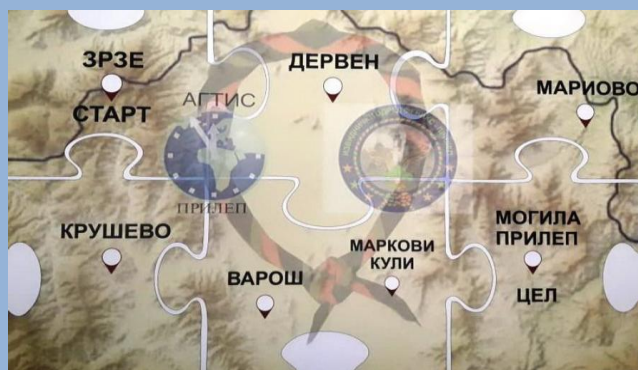 ЗРЗЕ
СТАРТ
АГТИС
ПРИЛЕП
ДЕРВЕН
МАРИОВО
КРУШЕВО
ВАРОШ
МАРКОВИ
КУЛИ
МОГИЛА
ПРИЛЕП
ЦЕЛ